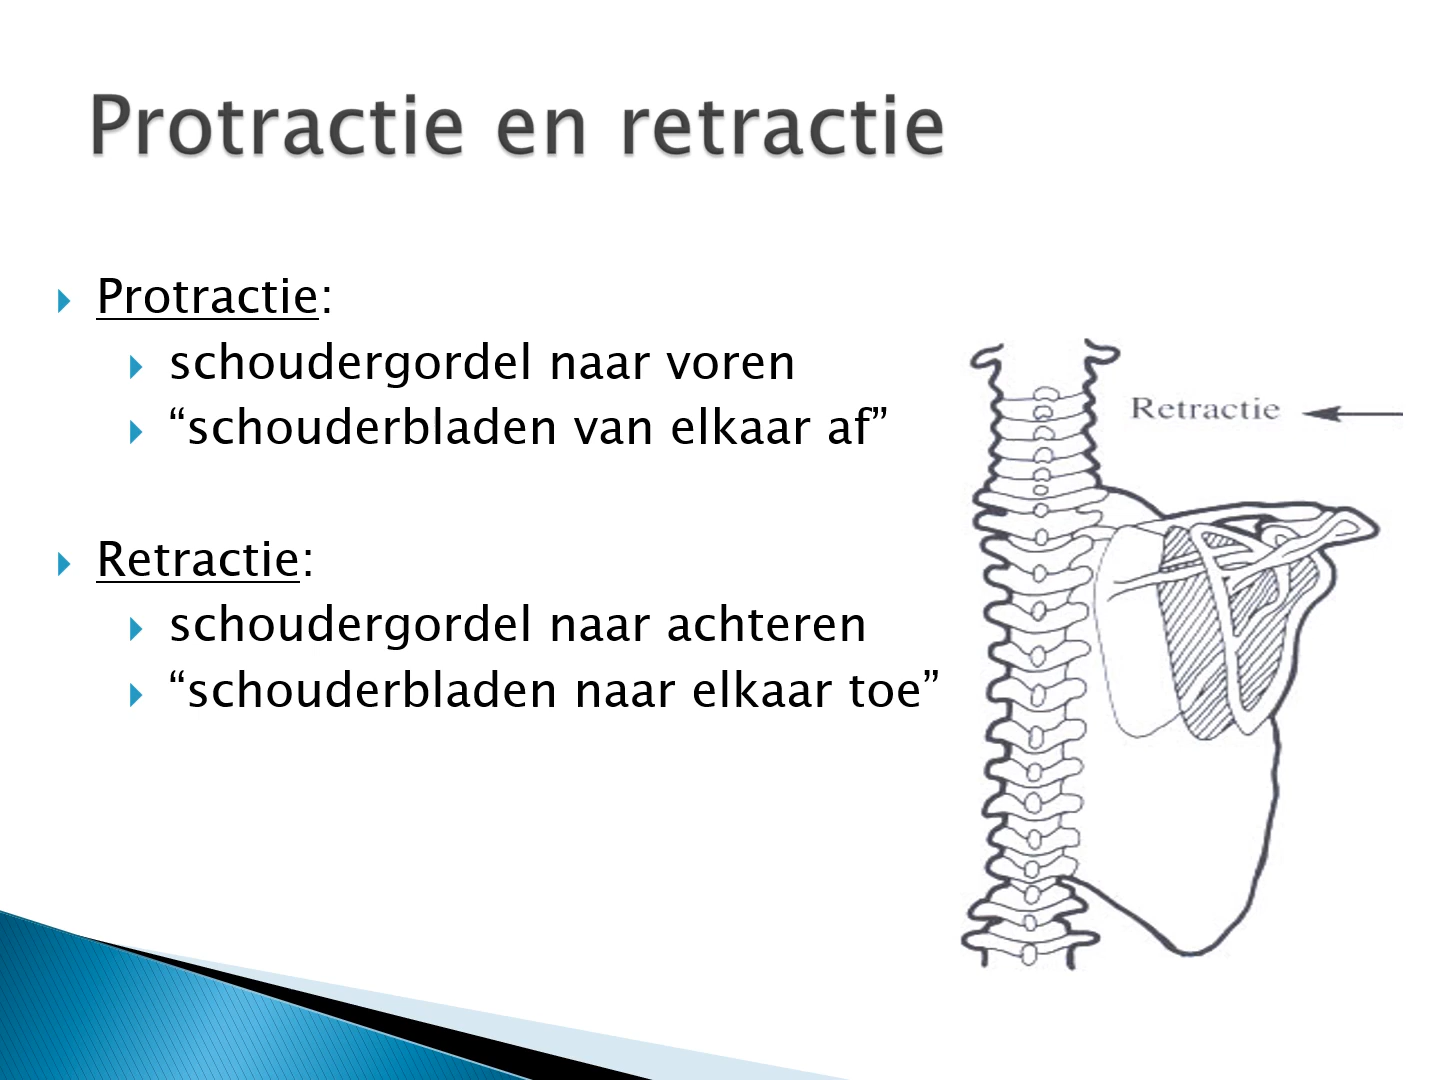 Protractie en retractie
Protractie:
schoudergordel naar voren
“schouderbladen van elkaar af”
Retractie:
schoudergordel naar achteren
“schouderbladen naar elkaar toe”
Retractie